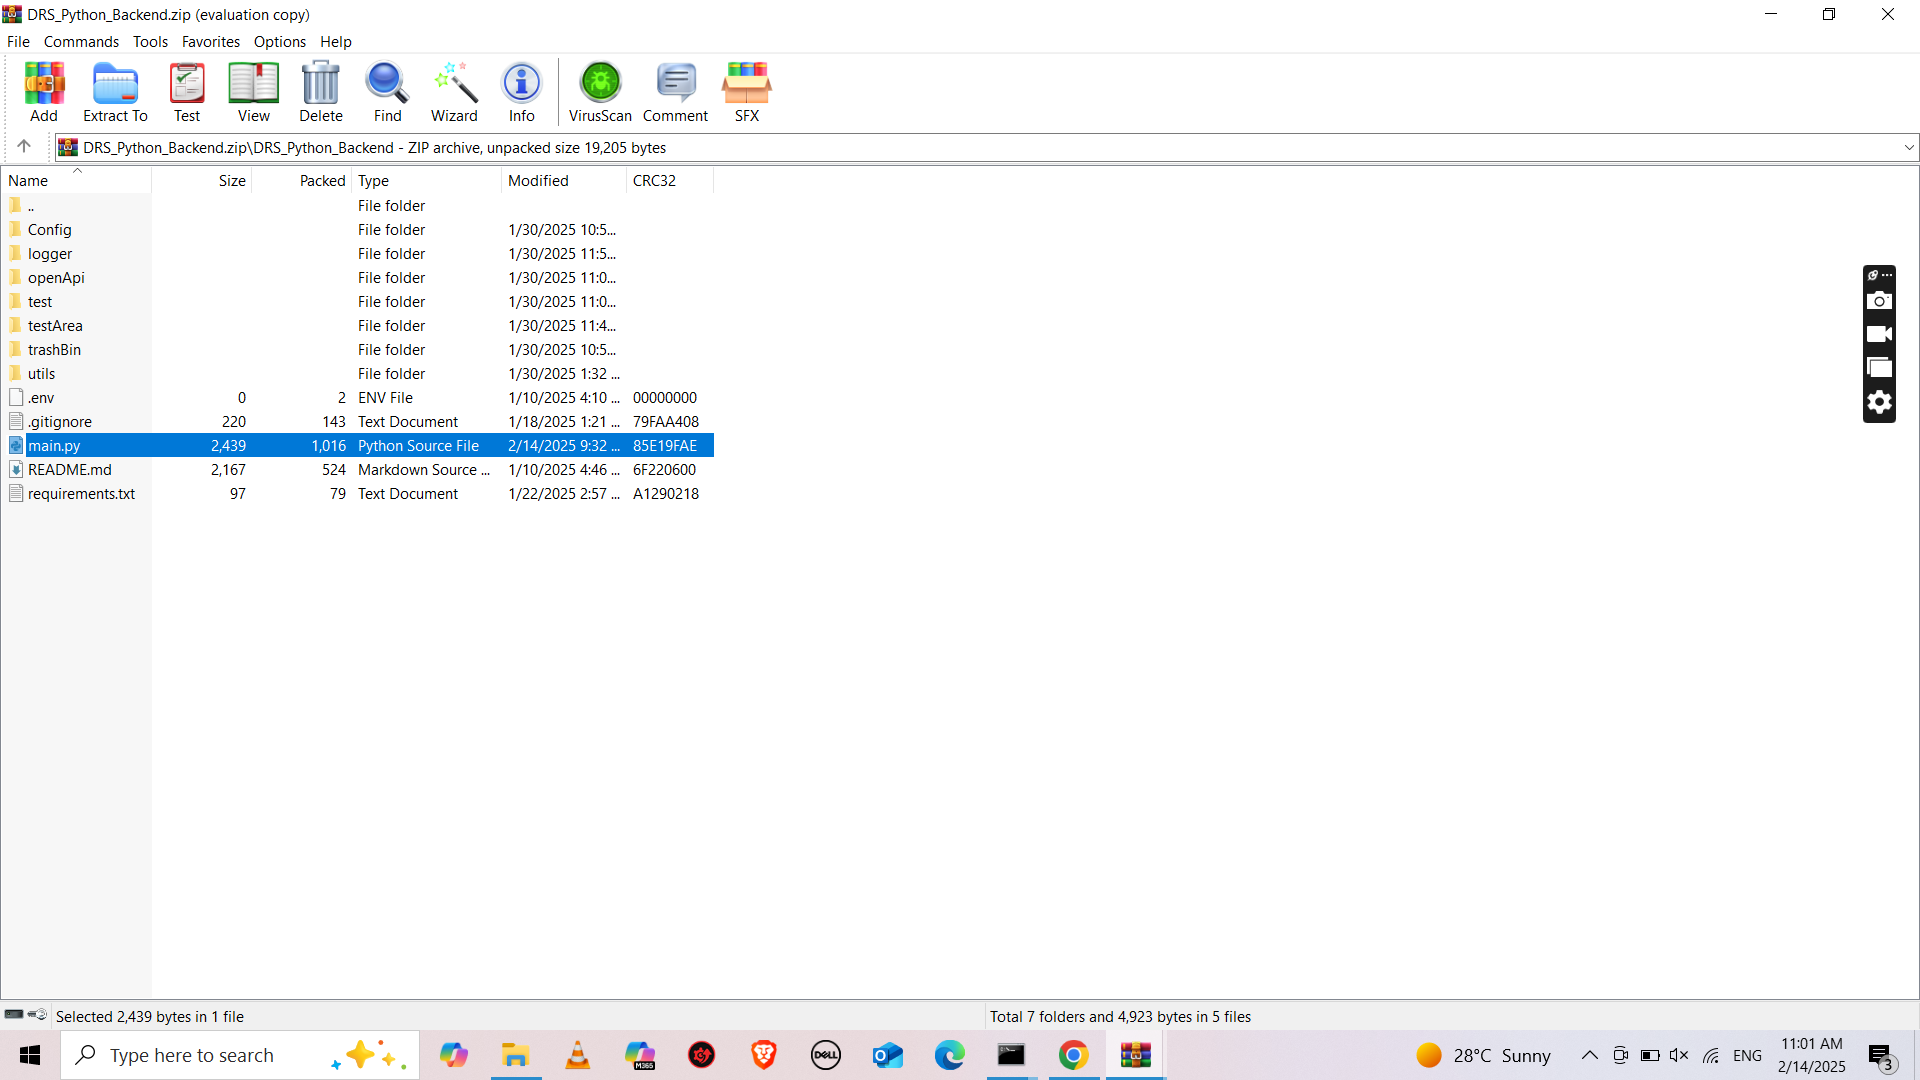 DRS_Python_Backend.zip (evaluation copy)
File Commands Tools Favorites Options Help
Add Extract To Test View Delete Find Wizard Info VirusScan Comment SFX
DRS_Python_Backend.zip\DRS_Python_Backend - ZIP archive, unpacked size 19,205 bytes
Name Size Packed Type Modified CRC32
.. File folder
Config File folder 1/30/2025 10:5...
logger File folder 1/30/2025 11:5...
openApi File folder 1/30/2025 11:0...
test File folder 1/30/2025 11:0...
testArea File folder 1/30/2025 11:4...
trashBin File folder 1/30/2025 10:5...
utils File folder 1/30/2025 1:32 ...
.env 0 2 ENV File 1/10/2025 4:10 ... 00000000
.gitignore 220 143 Text Document 1/18/2025 1:21 ... 79FAA408
main.py 2,439 1,016 Python Source File 2/14/2025 9:32 ... 85E19FAE
README.md 2,167 524 Markdown Source ... 1/10/2025 4:46 ... 6F220600
requirements.txt 97 79 Text Document 1/22/2025 2:57 ... A1290218
Selected 2,439 bytes in 1 file Total 7 folders and 4,923 bytes in 5 files
Type here to search M365 DELL 28°C Sunny ENG 11:01 AM
2/14/2025 3